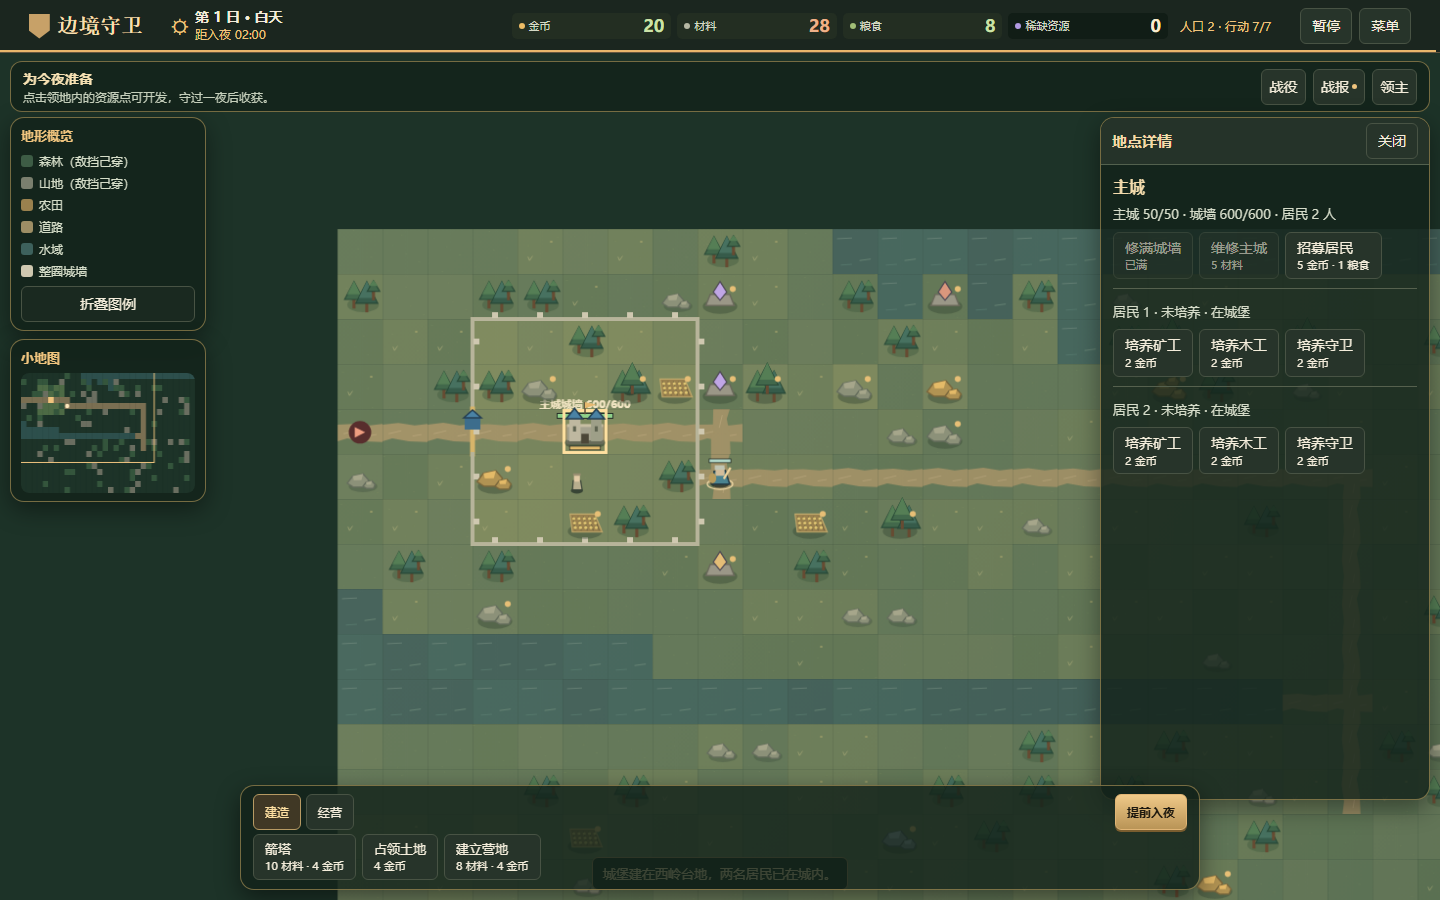 边境守卫
第 1 日 · 白天
距入夜 02:00
金币 20
材料 28
粮食 8
稀缺资源 0
人口 2 · 行动 7/7
暂停
菜单
为今夜准备
点击领地内的资源点可开发，守过一夜后收获。
战役
战报
领主
地形概览
森林（敌挡己穿）
山地（敌挡己穿）
农田
道路
水域
整圈城墙
折叠图例
小地图
主城城墙 600/600
地点详情
关闭
主城
主城 50/50 · 城墙 600/600 · 居民 2 人
修满城墙
已满
维修主城
5 材料
招募居民
5 金币 · 1 粮食
居民 1 · 未培养 · 在城堡
培养矿工
2 金币
培养木工
2 金币
培养守卫
2 金币
居民 2 · 未培养 · 在城堡
培养矿工
2 金币
培养木工
2 金币
培养守卫
2 金币
建造
经营
提前入夜
箭塔
10 材料 · 4 金币
占领土地
4 金币
建立营地
8 材料 · 4 金币
城堡建在西岭台地，两名居民已在城内。